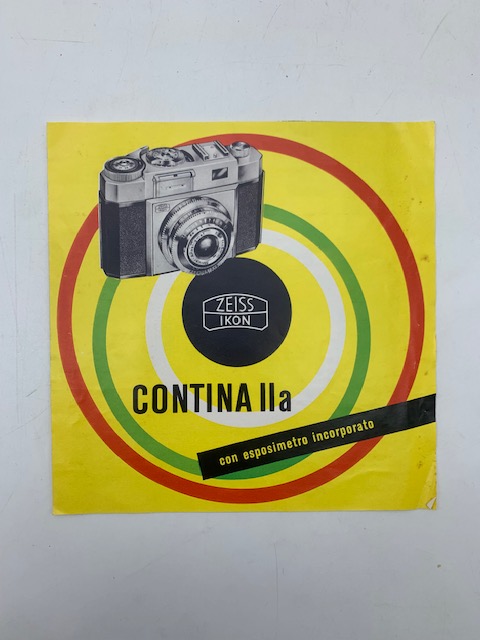 ZEISS
IKON
CONTINA IIa
con esposimetro incorporato